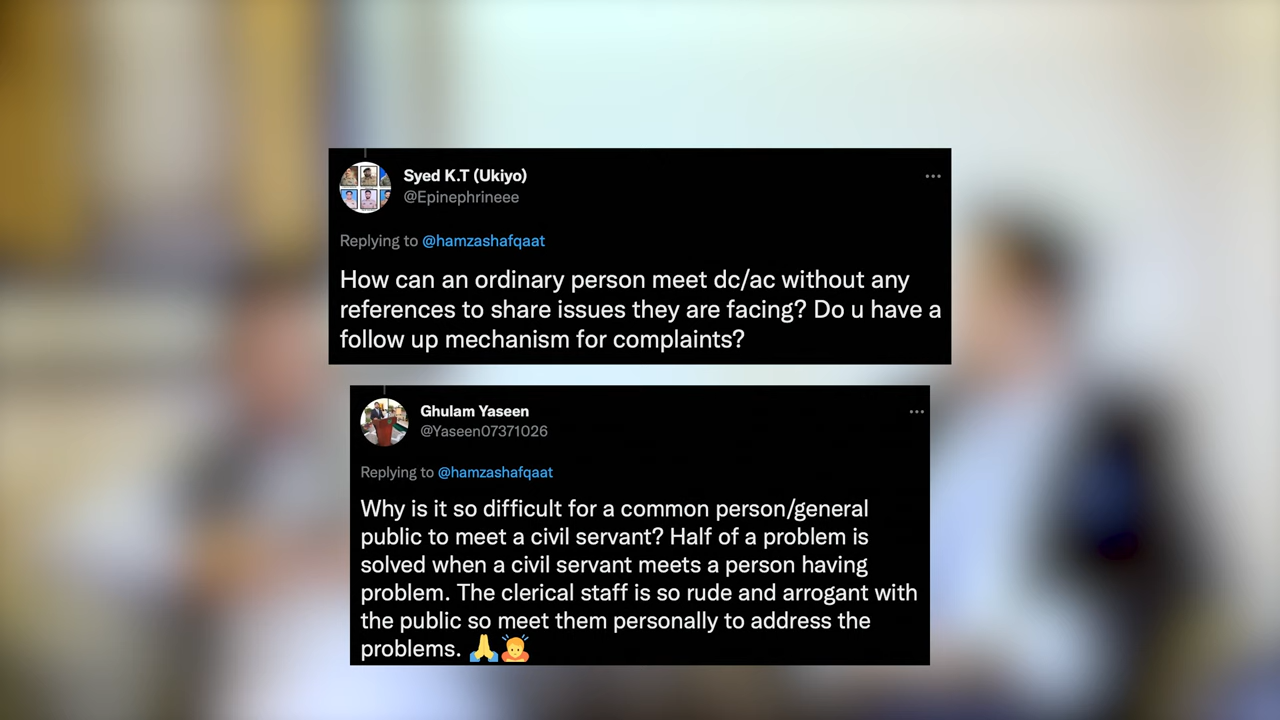 Syed K.T (Ukiyo)
@Epinephrineee
Replying to @hamzashafqaat
How can an ordinary person meet dc/ac without any
references to share issues they are facing? Do u have a
follow up mechanism for complaints?
Ghulam Yaseen
@Yaseen07371026
Replying to @hamzashafqaat
Why is it so difficult for a common person/general
public to meet a civil servant? Half of a problem is
solved when a civil servant meets a person having
problem. The clerical staff is so rude and arrogant with
the public so meet them personally to address the
problems. 🙏🙇